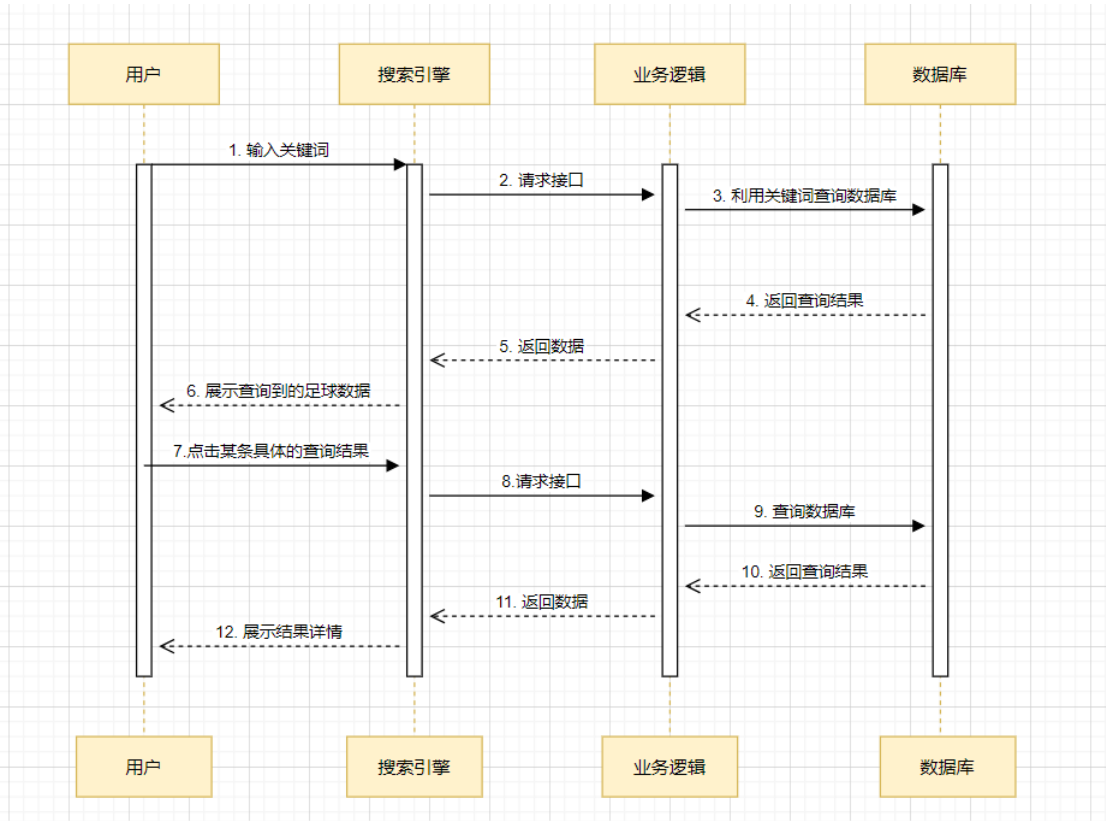 用户
搜索引擎
业务逻辑
数据库
1. 输入关键词
2. 请求接口
3. 利用关键词查询数据库
4. 返回查询结果
5. 返回数据
6. 展示查询到的足球数据
7.点击某条具体的查询结果
8.请求接口
9. 查询数据库
10. 返回查询结果
11. 返回数据
12. 展示结果详情
用户
搜索引擎
业务逻辑
数据库